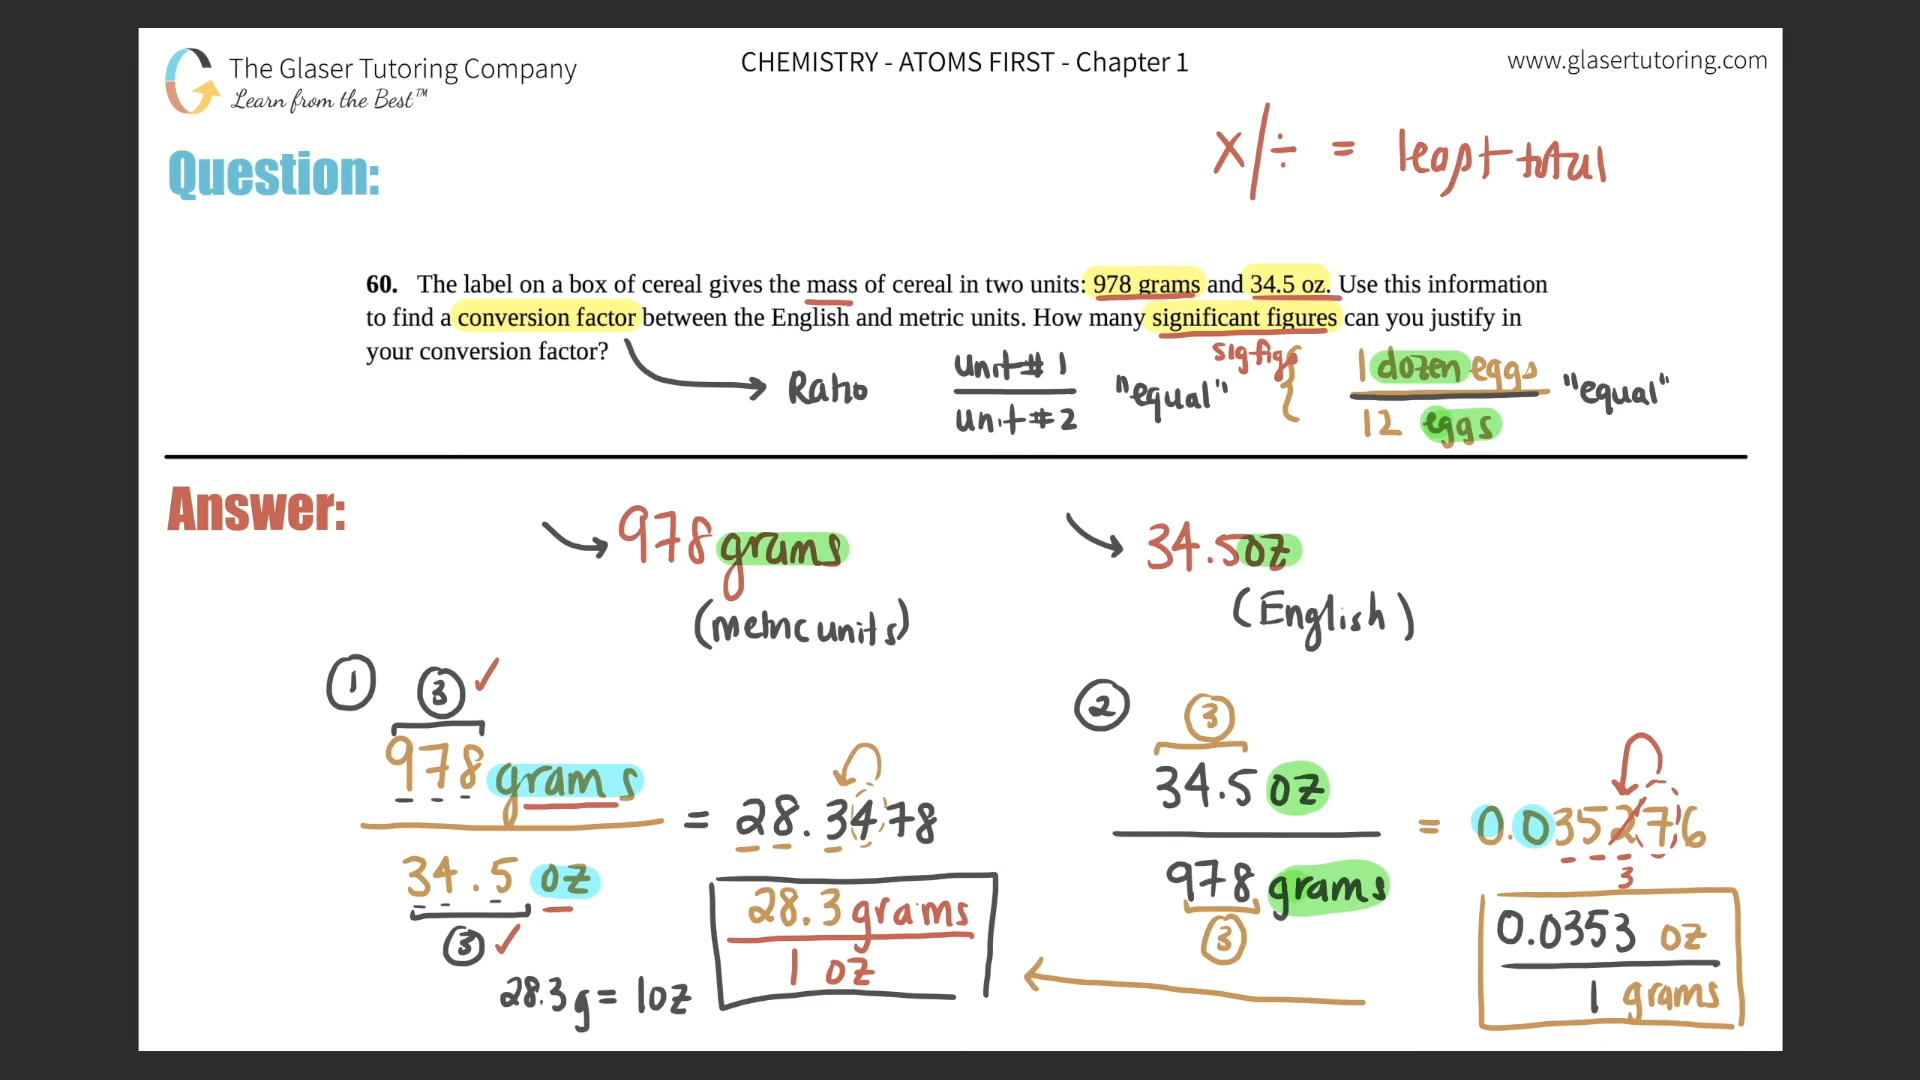 The Glaser Tutoring Company
Learn from the Best™
CHEMISTRY - ATOMS FIRST - Chapter 1
www.glasertutoring.com
x/÷ = least total
Question:
60. The label on a box of cereal gives the mass of cereal in two units: 978 grams and 34.5 oz. Use this information
to find a conversion factor between the English and metric units. How many significant figures can you justify in
your conversion factor?
sig figs
Ratio
unit #1
unit #2
"equal"
1 dozen eggs
12 eggs
"equal"
Answer:
978 grams
(metric units)
34.5 oz
(English)
1
3 ✓
978 grams
34.5 oz
3 ✓
= 28.3478
28.3 grams
1 oz
28.3g = 1oz
2
3
34.5 oz
978 grams
3
= 0.035276
3
0.0353 oz
1 grams